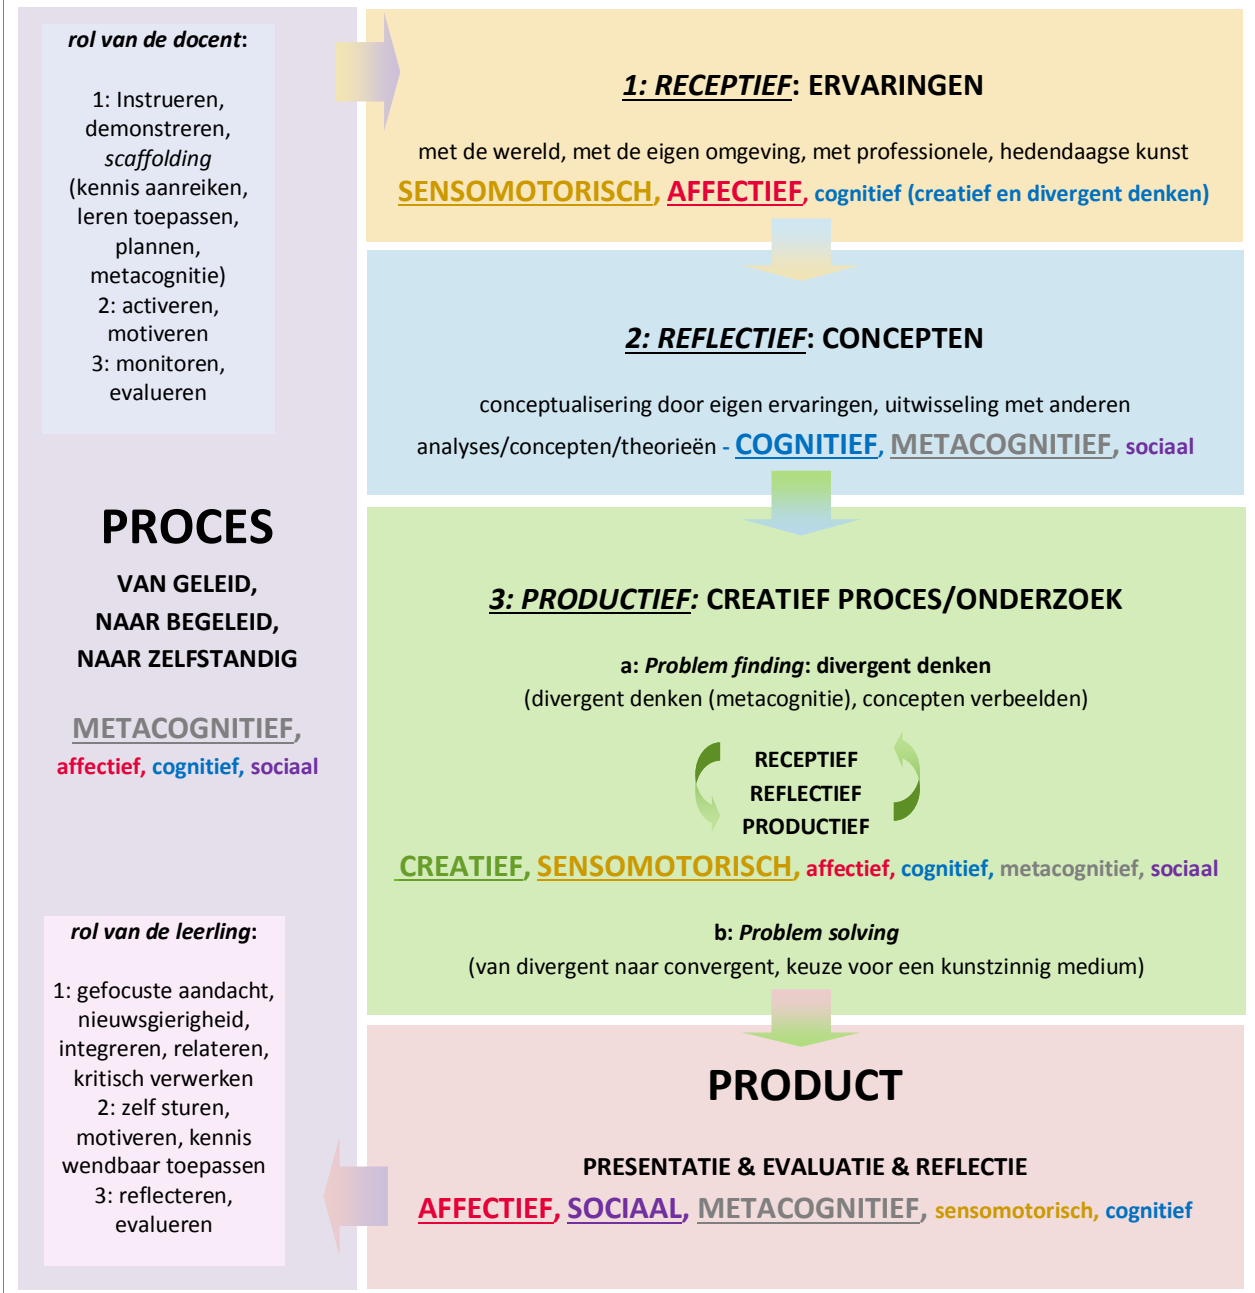 rol van de docent:
1: Instrueren,
demonstreren,
scaffolding
(kennis aanreiken,
leren toepassen,
plannen,
metacognitie)
2: activeren,
motiveren
3: monitoren,
evalueren
PROCES
VAN GELEID,
NAAR BEGELEID,
NAAR ZELFSTANDIG
METACOGNITIEF,
affectief, cognitief, sociaal
rol van de leerling:
1: gefocuste aandacht,
nieuwsgierigheid,
integreren, relateren,
kritisch verwerken
2: zelf sturen,
motiveren, kennis
wendbaar toepassen
3: reflecteren,
evalueren
1: RECEPTIEF: ERVARINGEN
met de wereld, met de eigen omgeving, met professionele, hedendaagse kunst
SENSOMOTORISCH, AFFECTIEF, cognitief (creatief en divergent denken)
2: REFLECTIEF: CONCEPTEN
conceptualisering door eigen ervaringen, uitwisseling met anderen
analyses/concepten/theorieën - COGNITIEF, METACOGNITIEF, sociaal
3: PRODUCTIEF: CREATIEF PROCES/ONDERZOEK
a: Problem finding: divergent denken
(divergent denken (metacognitie), concepten verbeelden)
RECEPTIEF
REFLECTIEF
PRODUCTIEF
CREATIEF, SENSOMOTORISCH, affectief, cognitief, metacognitief, sociaal
b: Problem solving
(van divergent naar convergent, keuze voor een kunstzinnig medium)
PRODUCT
PRESENTATIE & EVALUATIE & REFLECTIE
AFFECTIEF, SOCIAAL, METACOGNITIEF, sensomotorisch, cognitief